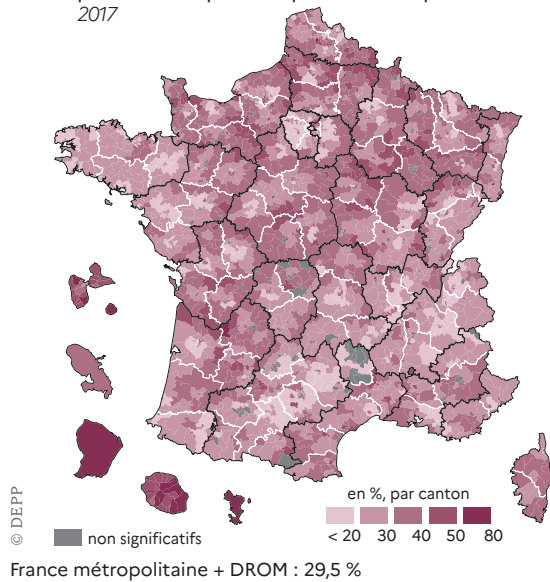 2017
en %, par canton
< 20 30 40 50 80
© DEPP
non significatifs
France métropolitaine + DROM : 29,5 %